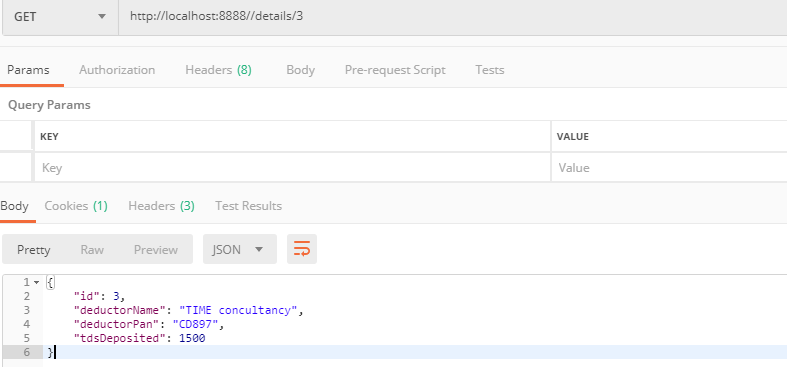 GET http://localhost:8888//details/3
Params Authorization Headers (8) Body Pre-request Script Tests
Query Params
KEY VALUE
Key Value
Body Cookies (1) Headers (3) Test Results
Pretty Raw Preview JSON
1 {
2 "id": 3,
3 "deductorName": "TIME concultancy",
4 "deductorPan": "CD897",
5 "tdsDeposited": 1500
6 }